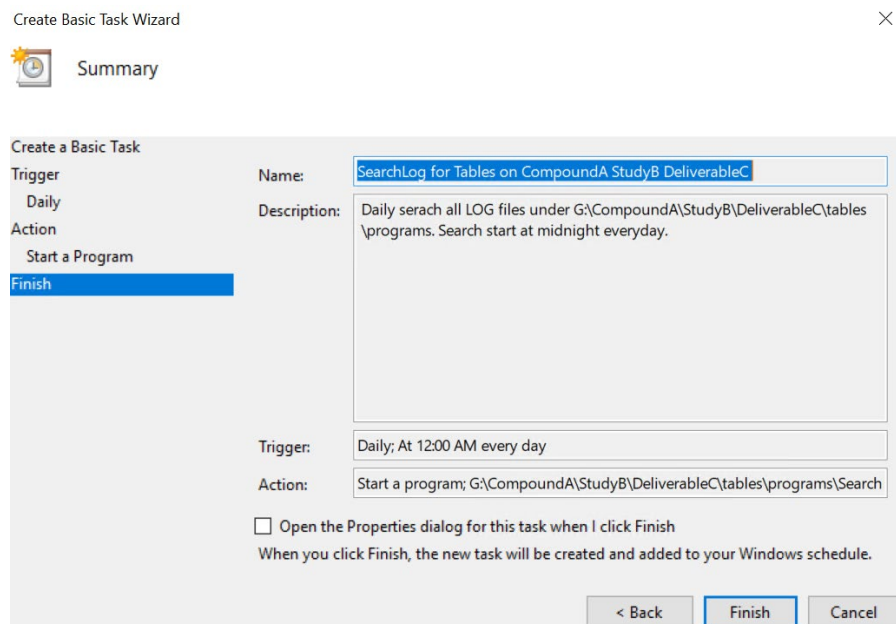 Create Basic Task Wizard
Summary
Create a Basic Task
Trigger
Daily
Action
Start a Program
Finish
Name:
SearchLog for Tables on CompoundA StudyB DeliverableC
Description:
Daily serach all LOG files under G:\CompoundA\StudyB\DeliverableC\tables
\programs. Search start at midnight everyday.
Trigger:
Daily; At 12:00 AM every day
Action:
Start a program; G:\CompoundA\StudyB\DeliverableC\tables\programs\Search
Open the Properties dialog for this task when I click Finish
When you click Finish, the new task will be created and added to your Windows schedule.
< Back
Finish
Cancel